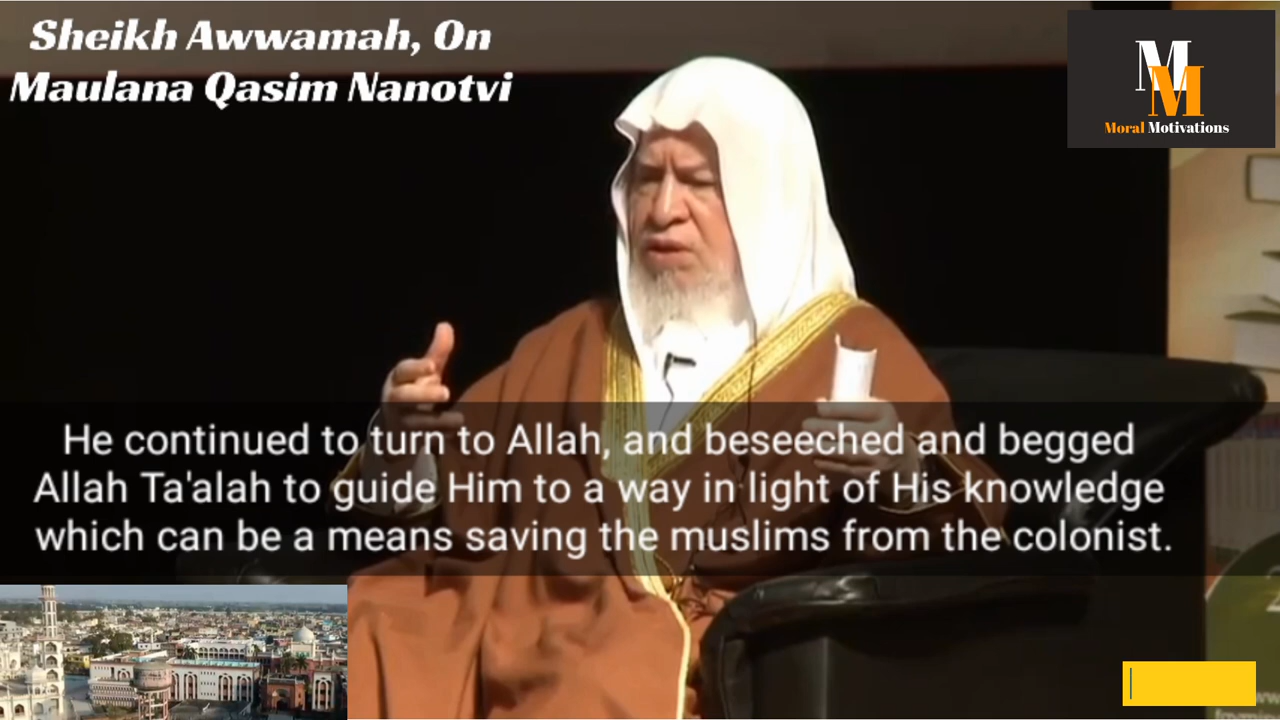 Sheikh Awwamah, On
Maulana Qasim Nanotvi
MM
Moral Motivations
He continued to turn to Allah, and beseeched and begged
Allah Ta'alah to guide Him to a way in light of His knowledge
which can be a means saving the muslims from the colonist.